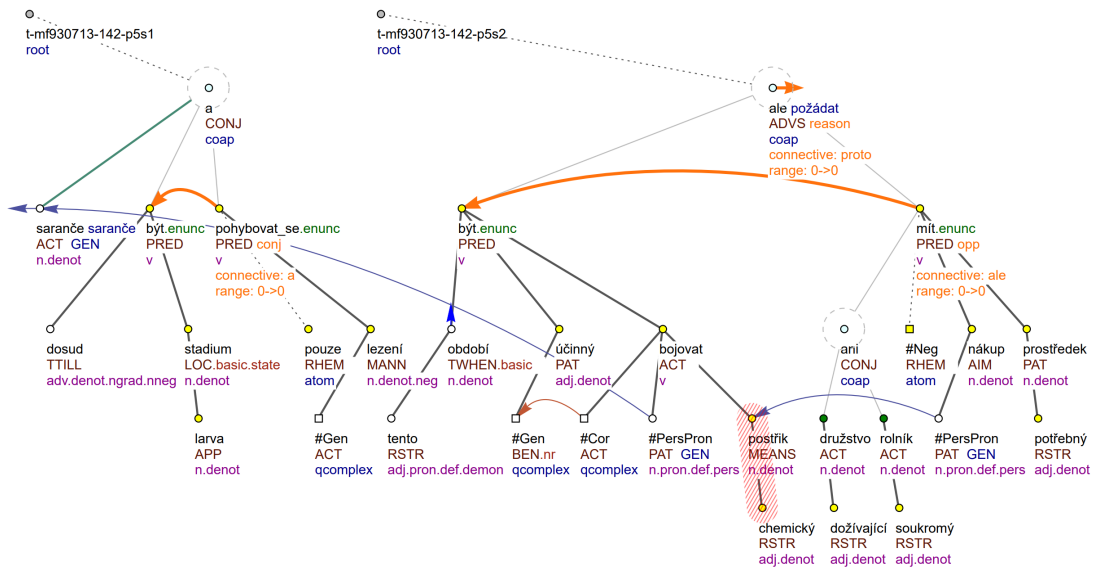 t-mf930713-142-p5s1
root
t-mf930713-142-p5s2
root
a
CONJ
coap
ale požádat
ADVS reason
coap
connective: proto
range: 0->0
saranče saranče
ACT GEN
n.denot
být.enunc
PRED
v
pohybovat_se.enunc
PRED conj
v
connective: a
range: 0->0
být.enunc
PRED
v
mít.enunc
PRED opp
v
connective: ale
range: 0->0
dosud
TTILL
adv.denot.ngrad.nneg
stadium
LOC.basic.state
n.denot
pouze
RHEM
atom
lezení
MANN
n.denot.neg
období
TWHEN.basic
n.denot
účinný
PAT
adj.denot
bojovat
ACT
v
ani
CONJ
coap
#Neg
RHEM
atom
nákup
AIM
n.denot
prostředek
PAT
n.denot
larva
APP
n.denot
#Gen
ACT
qcomplex
tento
RSTR
adj.pron.def.demon
#Gen
BEN.nr
qcomplex
#Cor
ACT
qcomplex
#PersPron
PAT GEN
n.pron.def.pers
postřik
MEANS
n.denot
družstvo
ACT
n.denot
rolník
ACT
n.denot
#PersPron
PAT GEN
n.pron.def.pers
potřebný
RSTR
adj.denot
chemický
RSTR
adj.denot
dožívající
RSTR
adj.denot
soukromý
RSTR
adj.denot